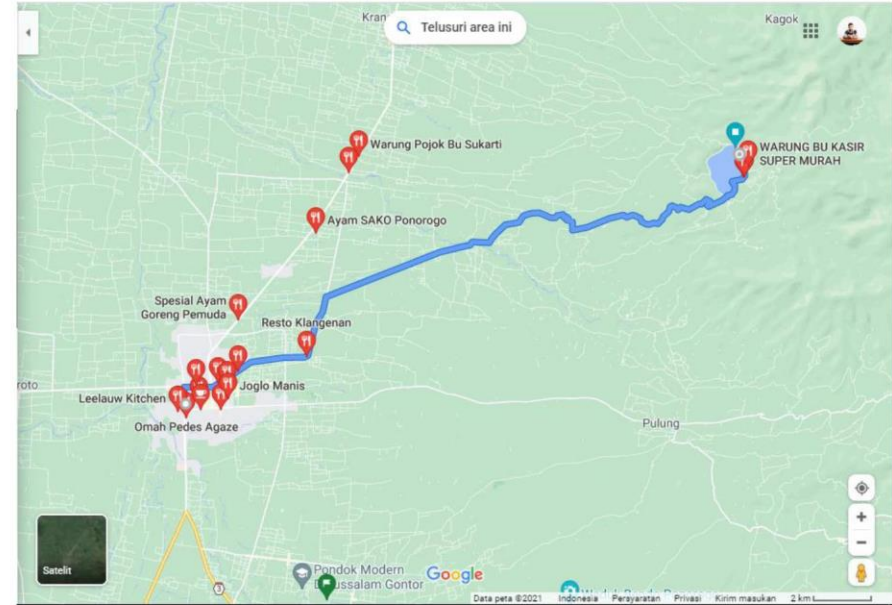 Kran
Telusuri area ini
Kagok
Warung Pojok Bu Sukarti
WARUNG BU KASIR
SUPER MURAH
Ayam SAKO Ponorogo
Spesial Ayam
Goreng Pemuda
Resto Klangenan
roto
Joglo Manis
Leelauw Kitchen
Omah Pedes Agaze
Pulung
Satelit
Pondok Modern
ussalam Gontor
Google
3
Data peta ©2021 Indonesia Persyaratan Privasi Kirim masukan 2 km